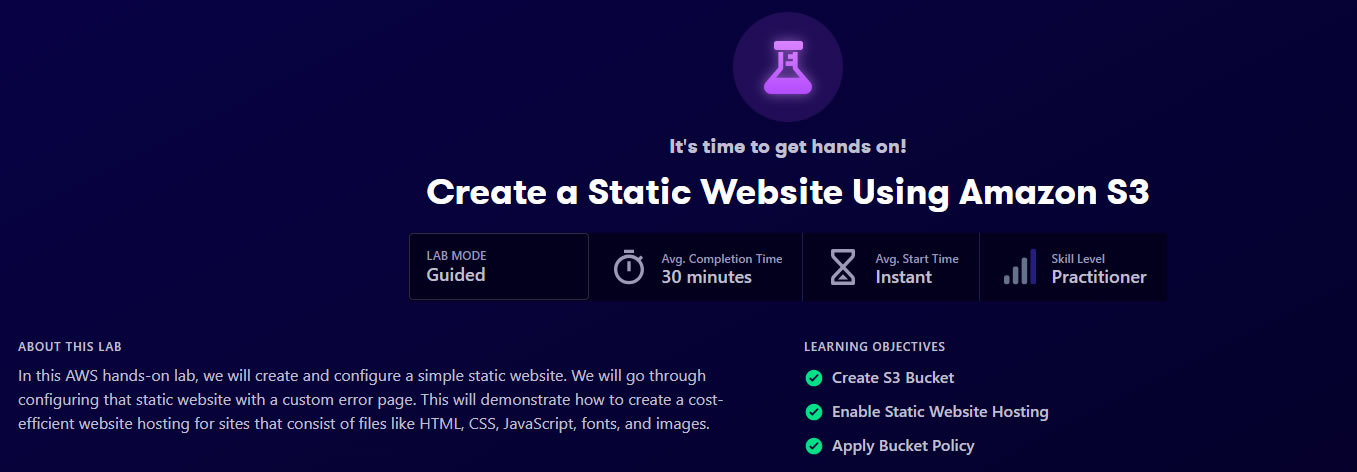 It's time to get hands on!
Create a Static Website Using Amazon S3
LAB MODE
Guided
Avg. Completion Time
30 minutes
Avg. Start Time
Instant
Skill Level
Practitioner
ABOUT THIS LAB
In this AWS hands-on lab, we will create and configure a simple static website. We will go through
configuring that static website with a custom error page. This will demonstrate how to create a cost-
efficient website hosting for sites that consist of files like HTML, CSS, JavaScript, fonts, and images.
LEARNING OBJECTIVES
Create S3 Bucket
Enable Static Website Hosting
Apply Bucket Policy